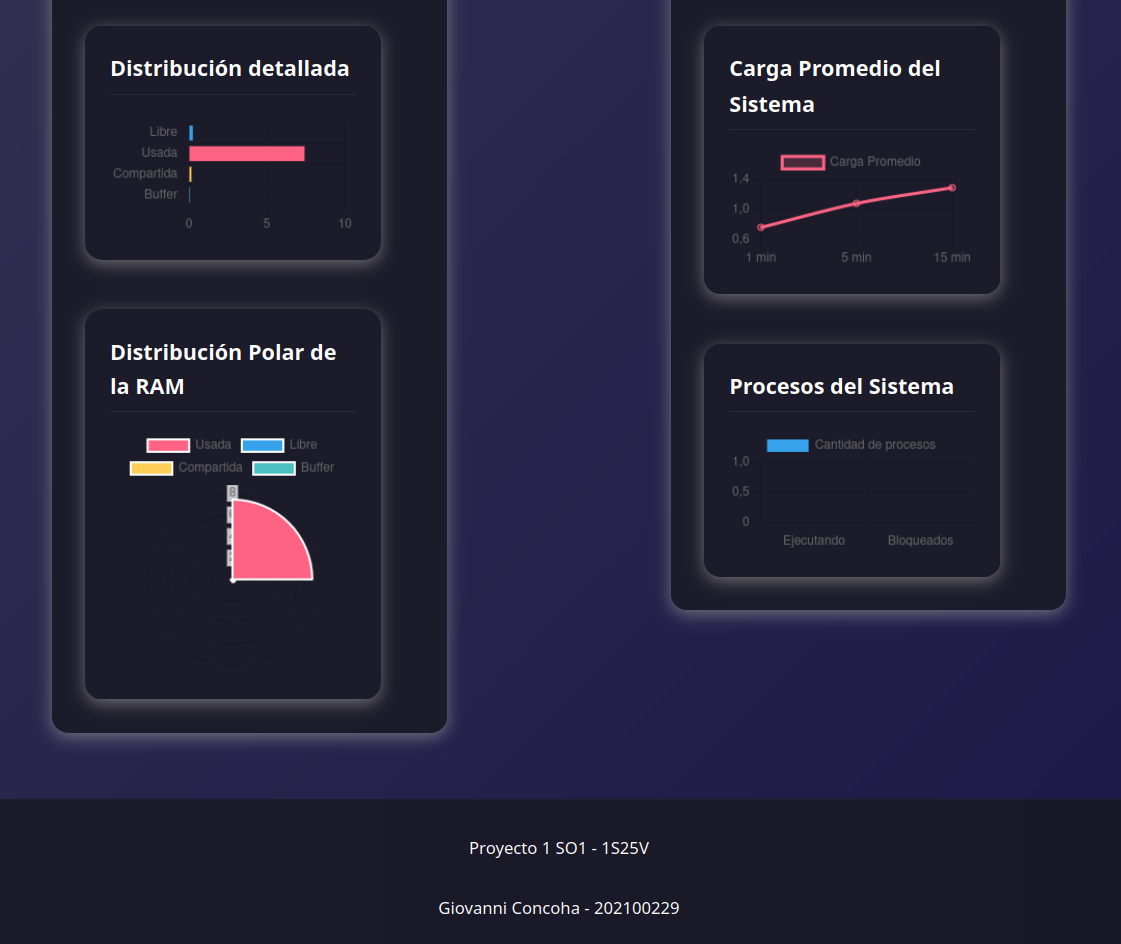 Distribución detallada
Libre
Usada
Compartida
Buffer
0 5 10
Distribución Polar de
la RAM
Usada Libre
Compartida Buffer
8
Carga Promedio del
Sistema
Carga Promedio
1,4
1,0
0,6
1 min 5 min 15 min
Procesos del Sistema
Cantidad de procesos
1,0
0,5
0
Ejecutando Bloqueados
Proyecto 1 SO1 - 1S25V
Giovanni Concoha - 202100229